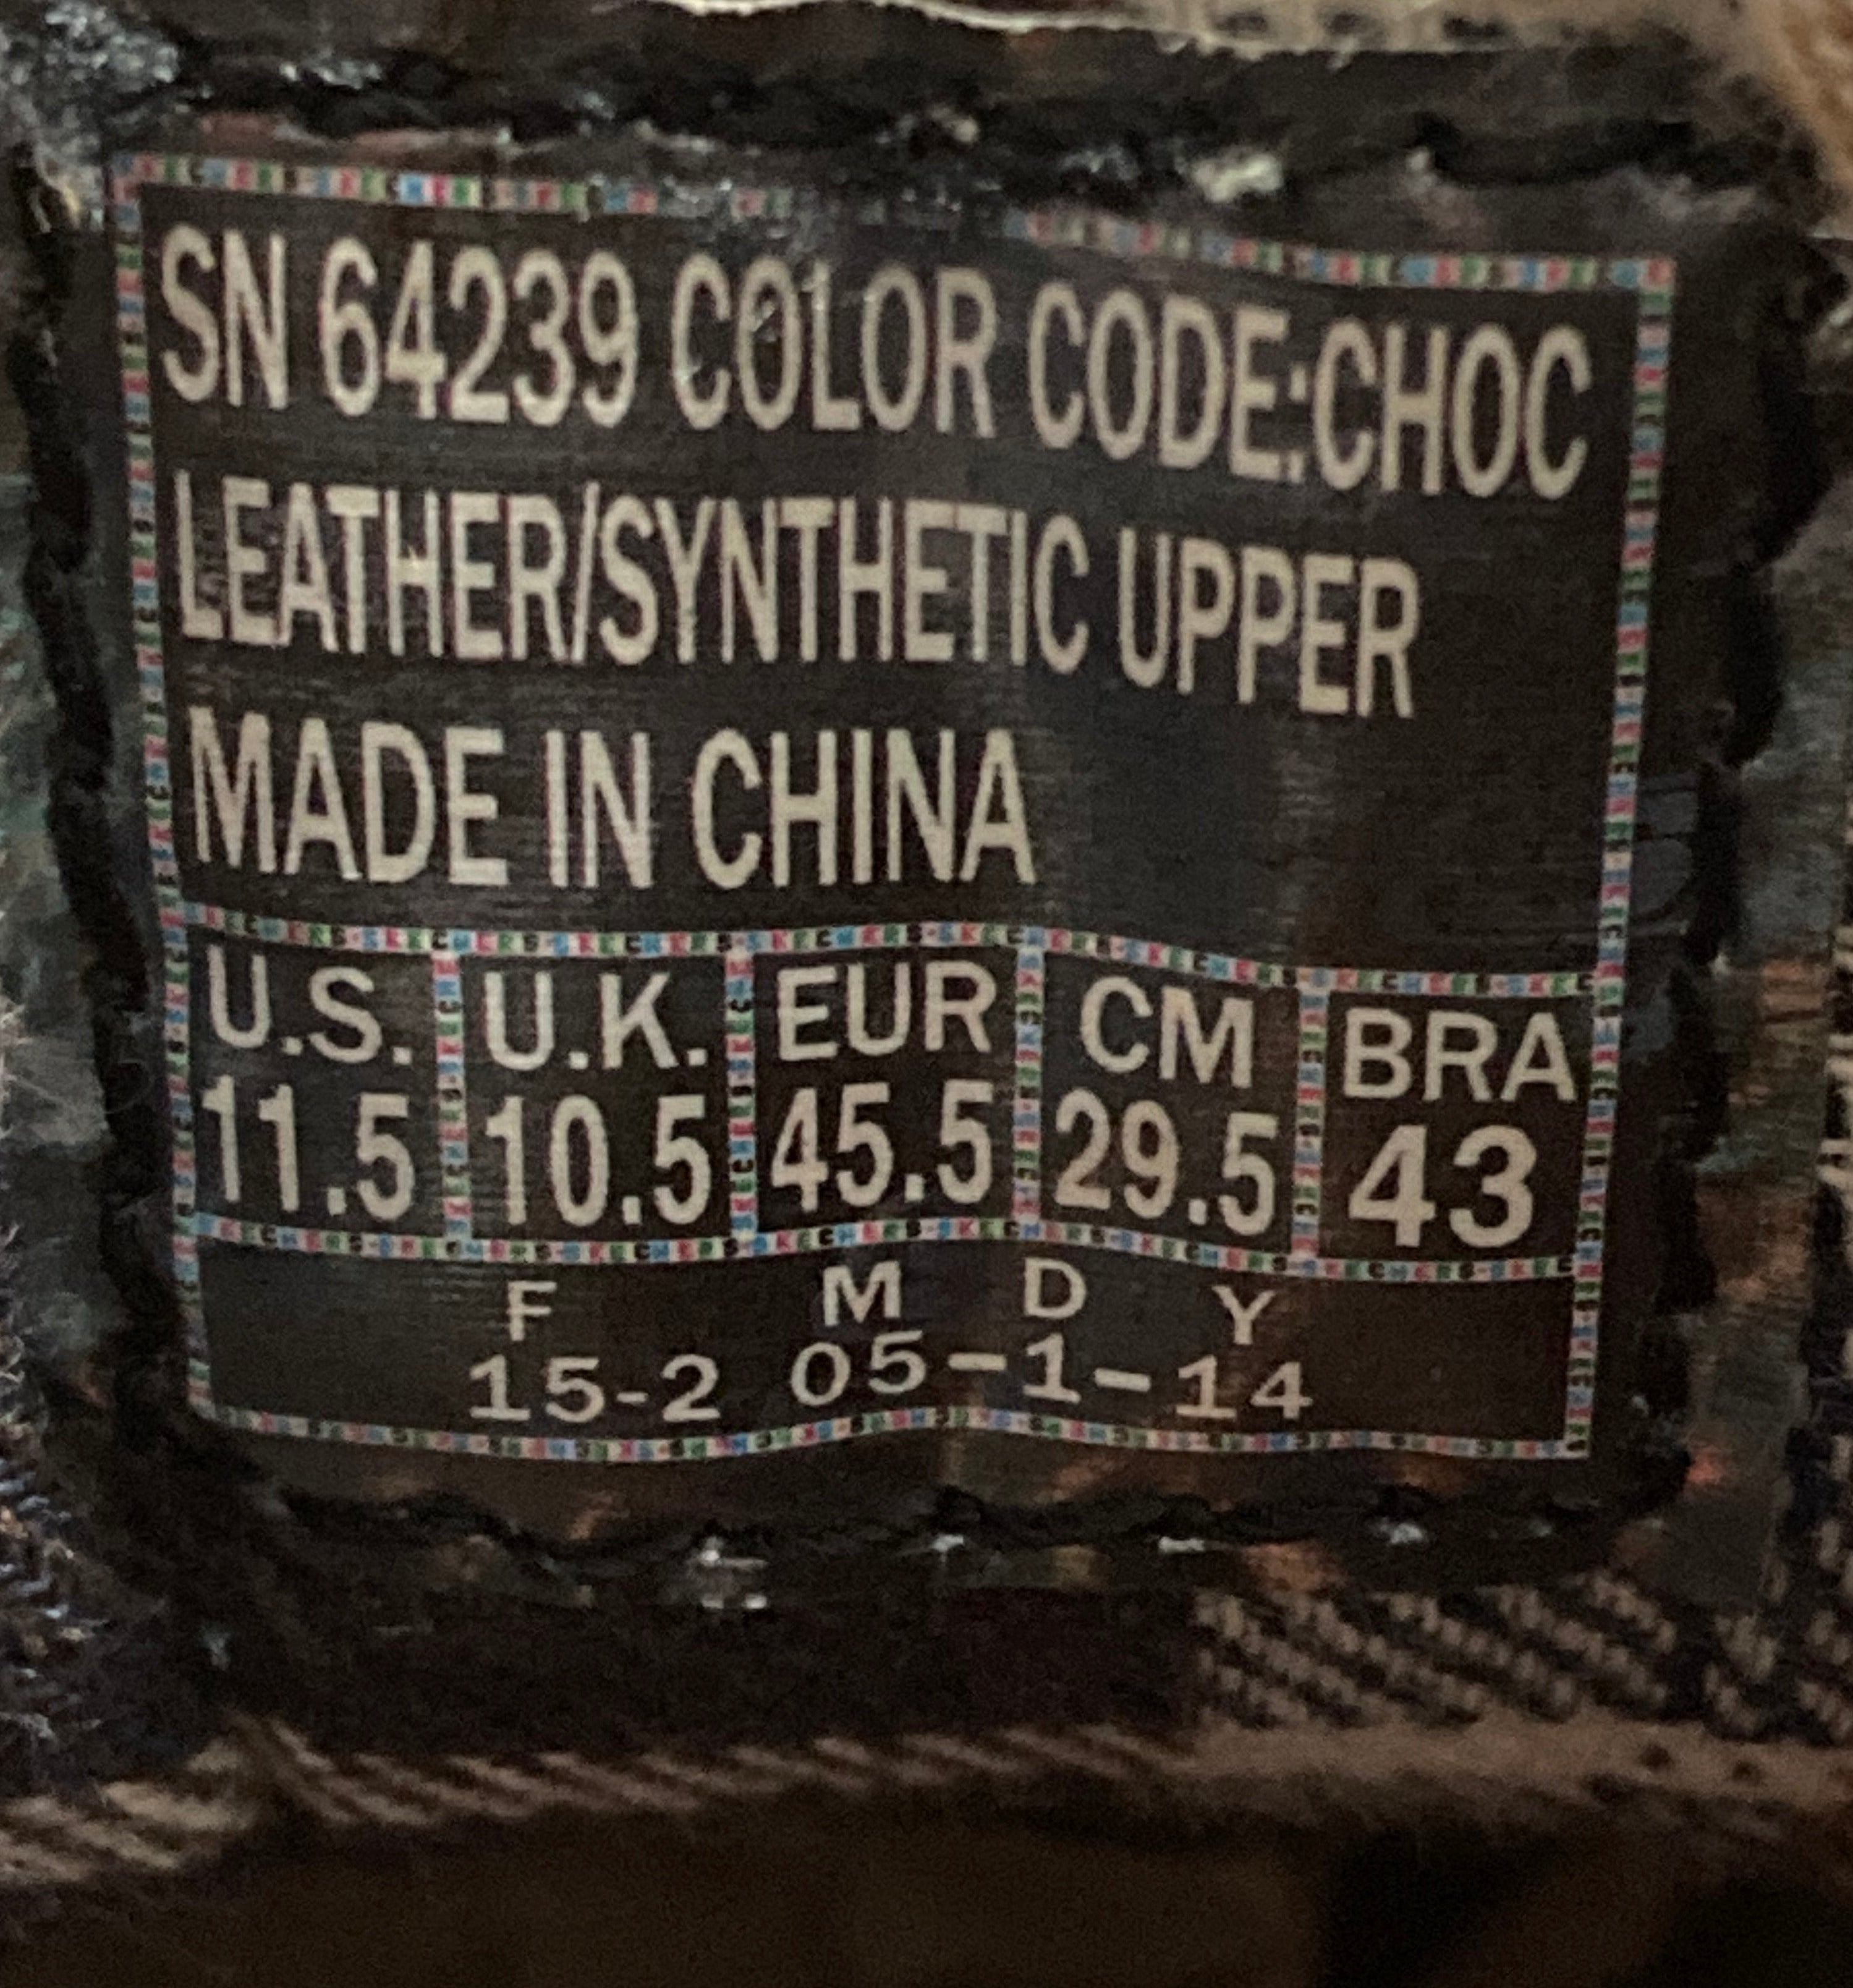 SN 64239 COLOR CODE:CHOC
LEATHER/SYNTHETIC UPPER
MADE IN CHINA
U.S. U.K. EUR CM BRA
11.5 10.5 45.5 29.5 43
F M D Y
15-2 05-1-14